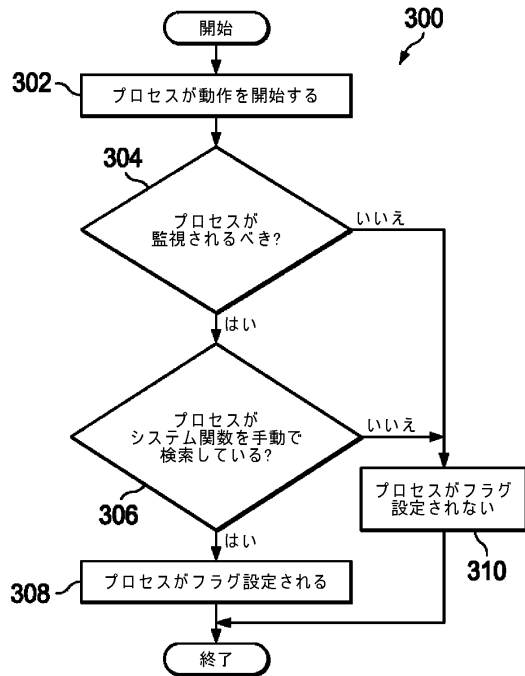 開始
300
302
プロセスが動作を開始する
304
プロセスが
監視されるべき?
いいえ
はい
プロセスが
システム関数を手動で
検索している?
いいえ
306
プロセスがフラグ
設定されない
310
はい
308
プロセスがフラグ設定される
終了